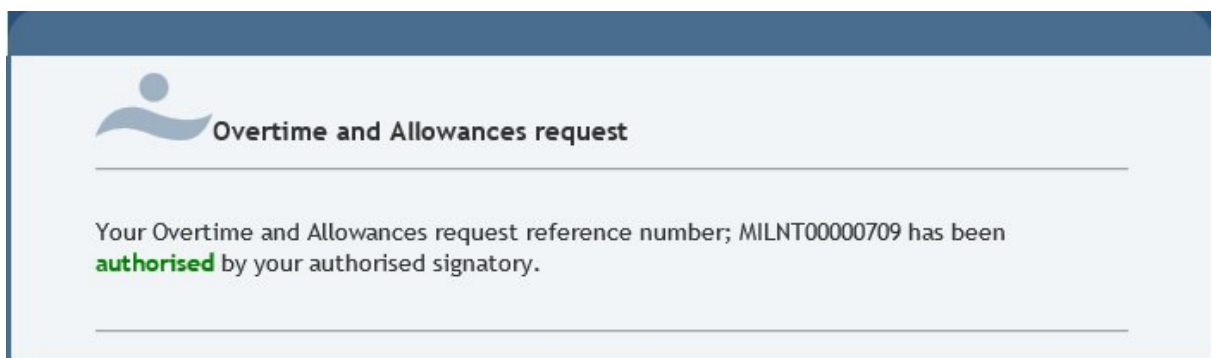 Overtime and Allowances request
Your Overtime and Allowances request reference number; MILNT00000709 has been
authorised by your authorised signatory.